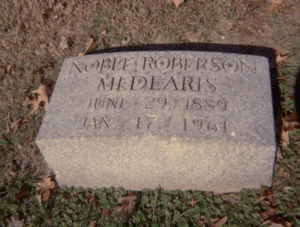 NOBLE ROBERSON
MEDEARIS
JUNE 29 1889
JAN. 17, 1961